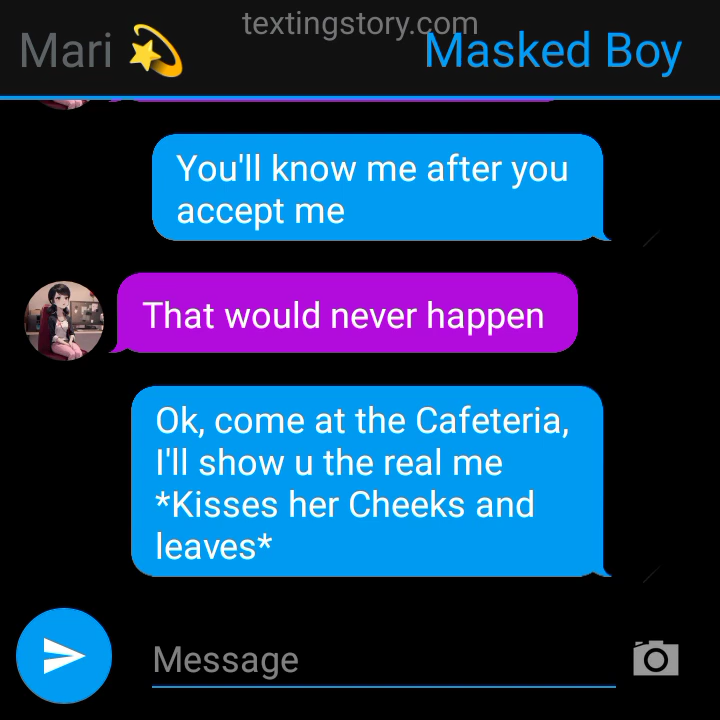 textingstory.com
Mari 💫
Masked Boy
You'll know me after you
accept me
That would never happen
Ok, come at the Cafeteria,
I'll show u the real me
*Kisses her Cheeks and
leaves*
Message